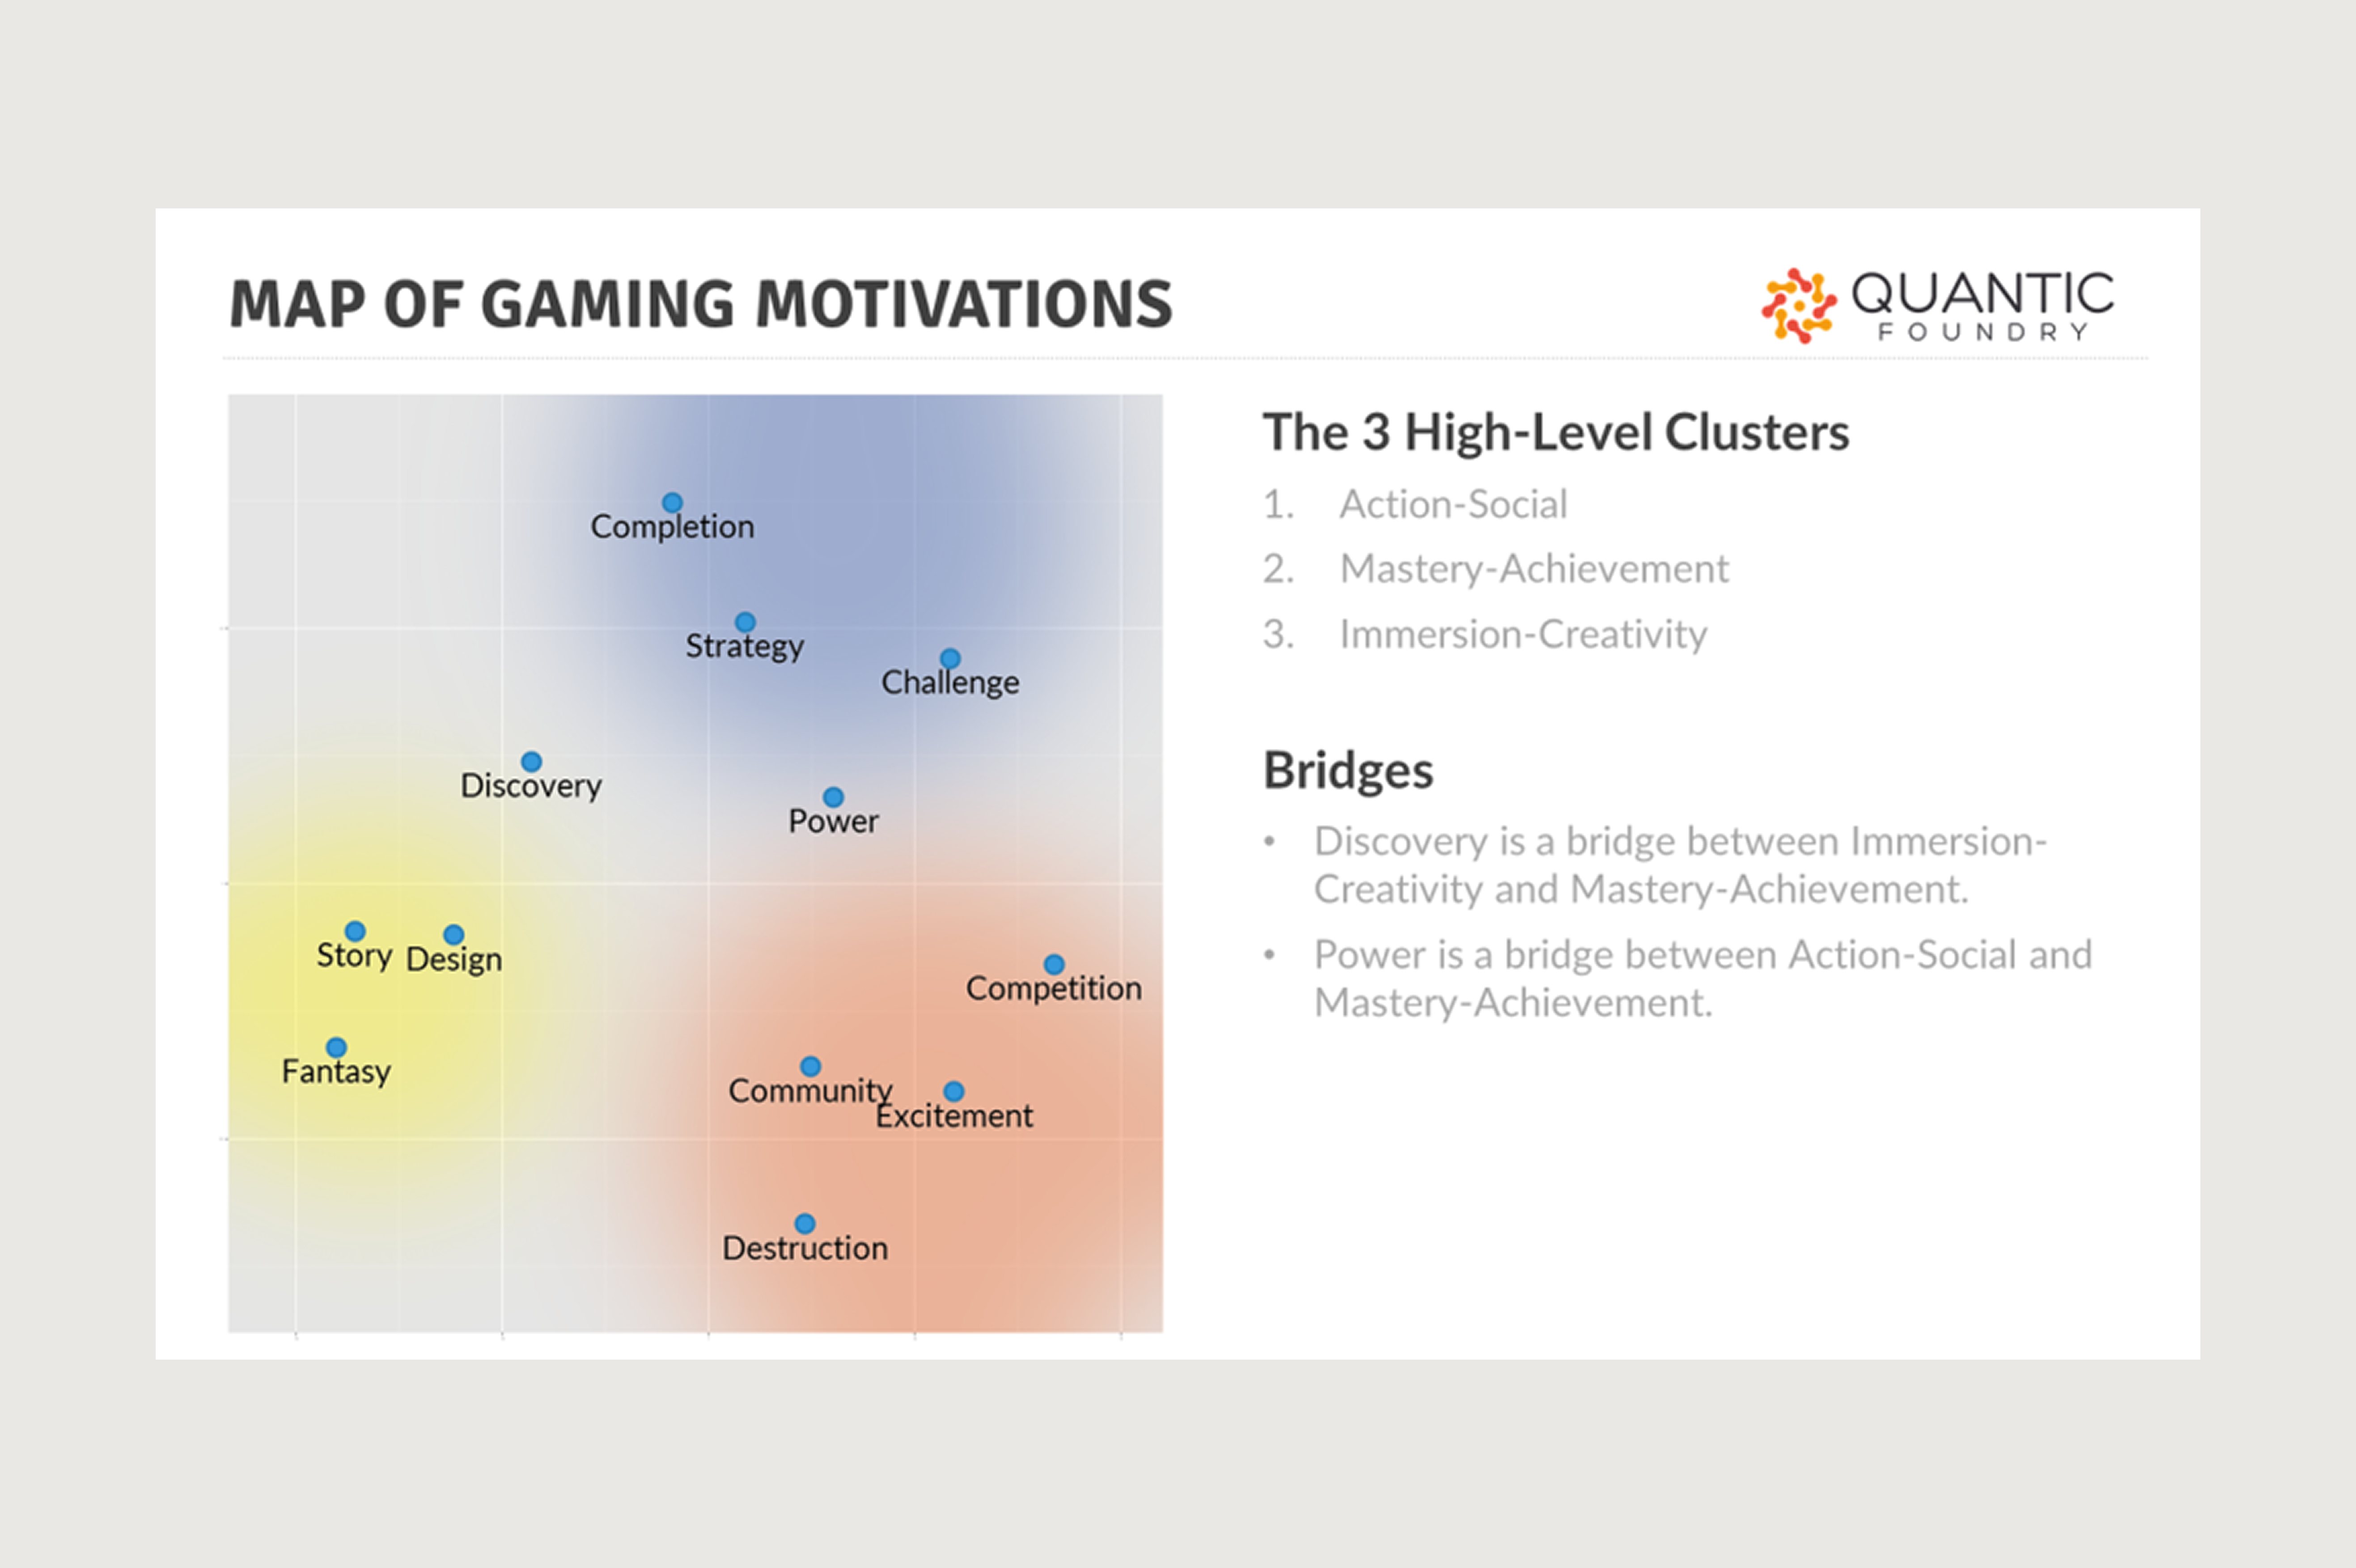 MAP OF GAMING MOTIVATIONS
QUANTIC
FOUNDRY
Completion
Strategy
Challenge
Discovery
Power
Story
Design
Competition
Fantasy
Community
Excitement
Destruction
The 3 High-Level Clusters
1. Action-Social
2. Mastery-Achievement
3. Immersion-Creativity
Bridges
• Discovery is a bridge between Immersion-
Creativity and Mastery-Achievement.
• Power is a bridge between Action-Social and
Mastery-Achievement.